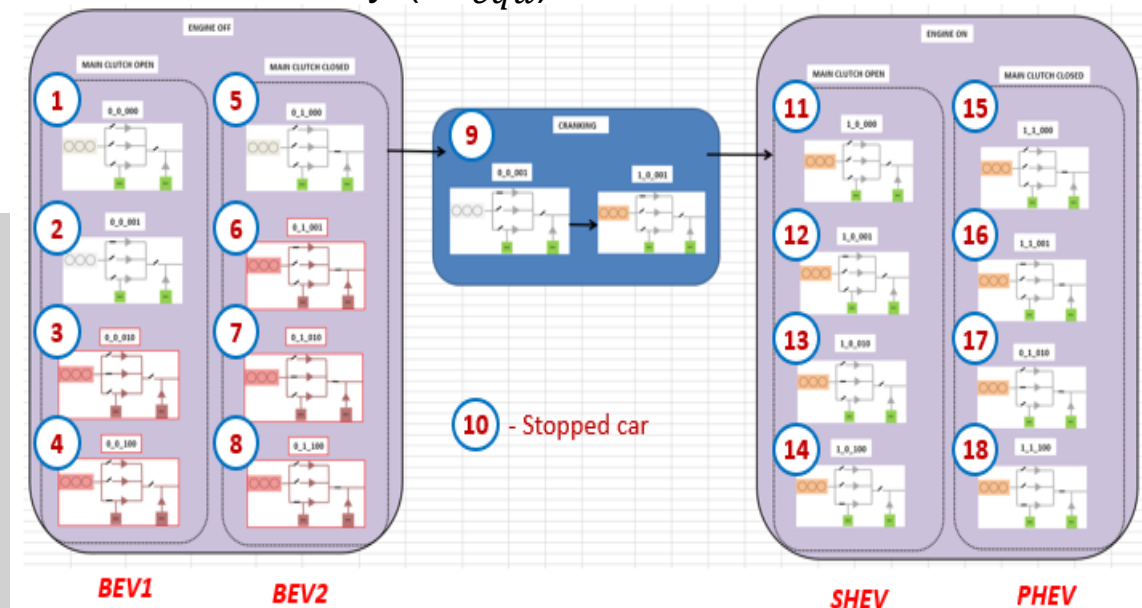 ENGINE OFF
MAIN CLUTCH OPEN
MAIN CLUTCH CLOSED
1
0_0_000
5
0_1_000
2
0_0_001
6
0_1_001
3
0_0_010
7
0_1_010
4
0_0_100
8
0_1_100
BEV1
BEV2
9
CRANKING
0_0_001
1_0_001
10 - Stopped car
ENGINE ON
MAIN CLUTCH OPEN
MAIN CLUTCH CLOSED
11
1_0_000
15
1_1_000
12
1_0_001
16
1_1_001
13
1_0_010
17
0_1_010
14
1_0_100
18
1_1_100
SHEV
PHEV